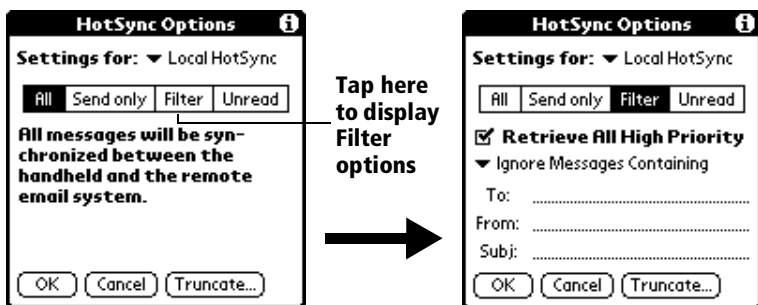 HotSync Options
Settings for: Local HotSync
All Send only Filter Unread
All messages will be syn-
chronized between the
handheld and the remote
email system.
OK Cancel Truncate...
Tap here
to display
Filter
options
HotSync Options
Settings for: Local HotSync
All Send only Filter Unread
Retrieve All High Priority
Ignore Messages Containing
To:
From:
Subj:
OK Cancel Truncate...